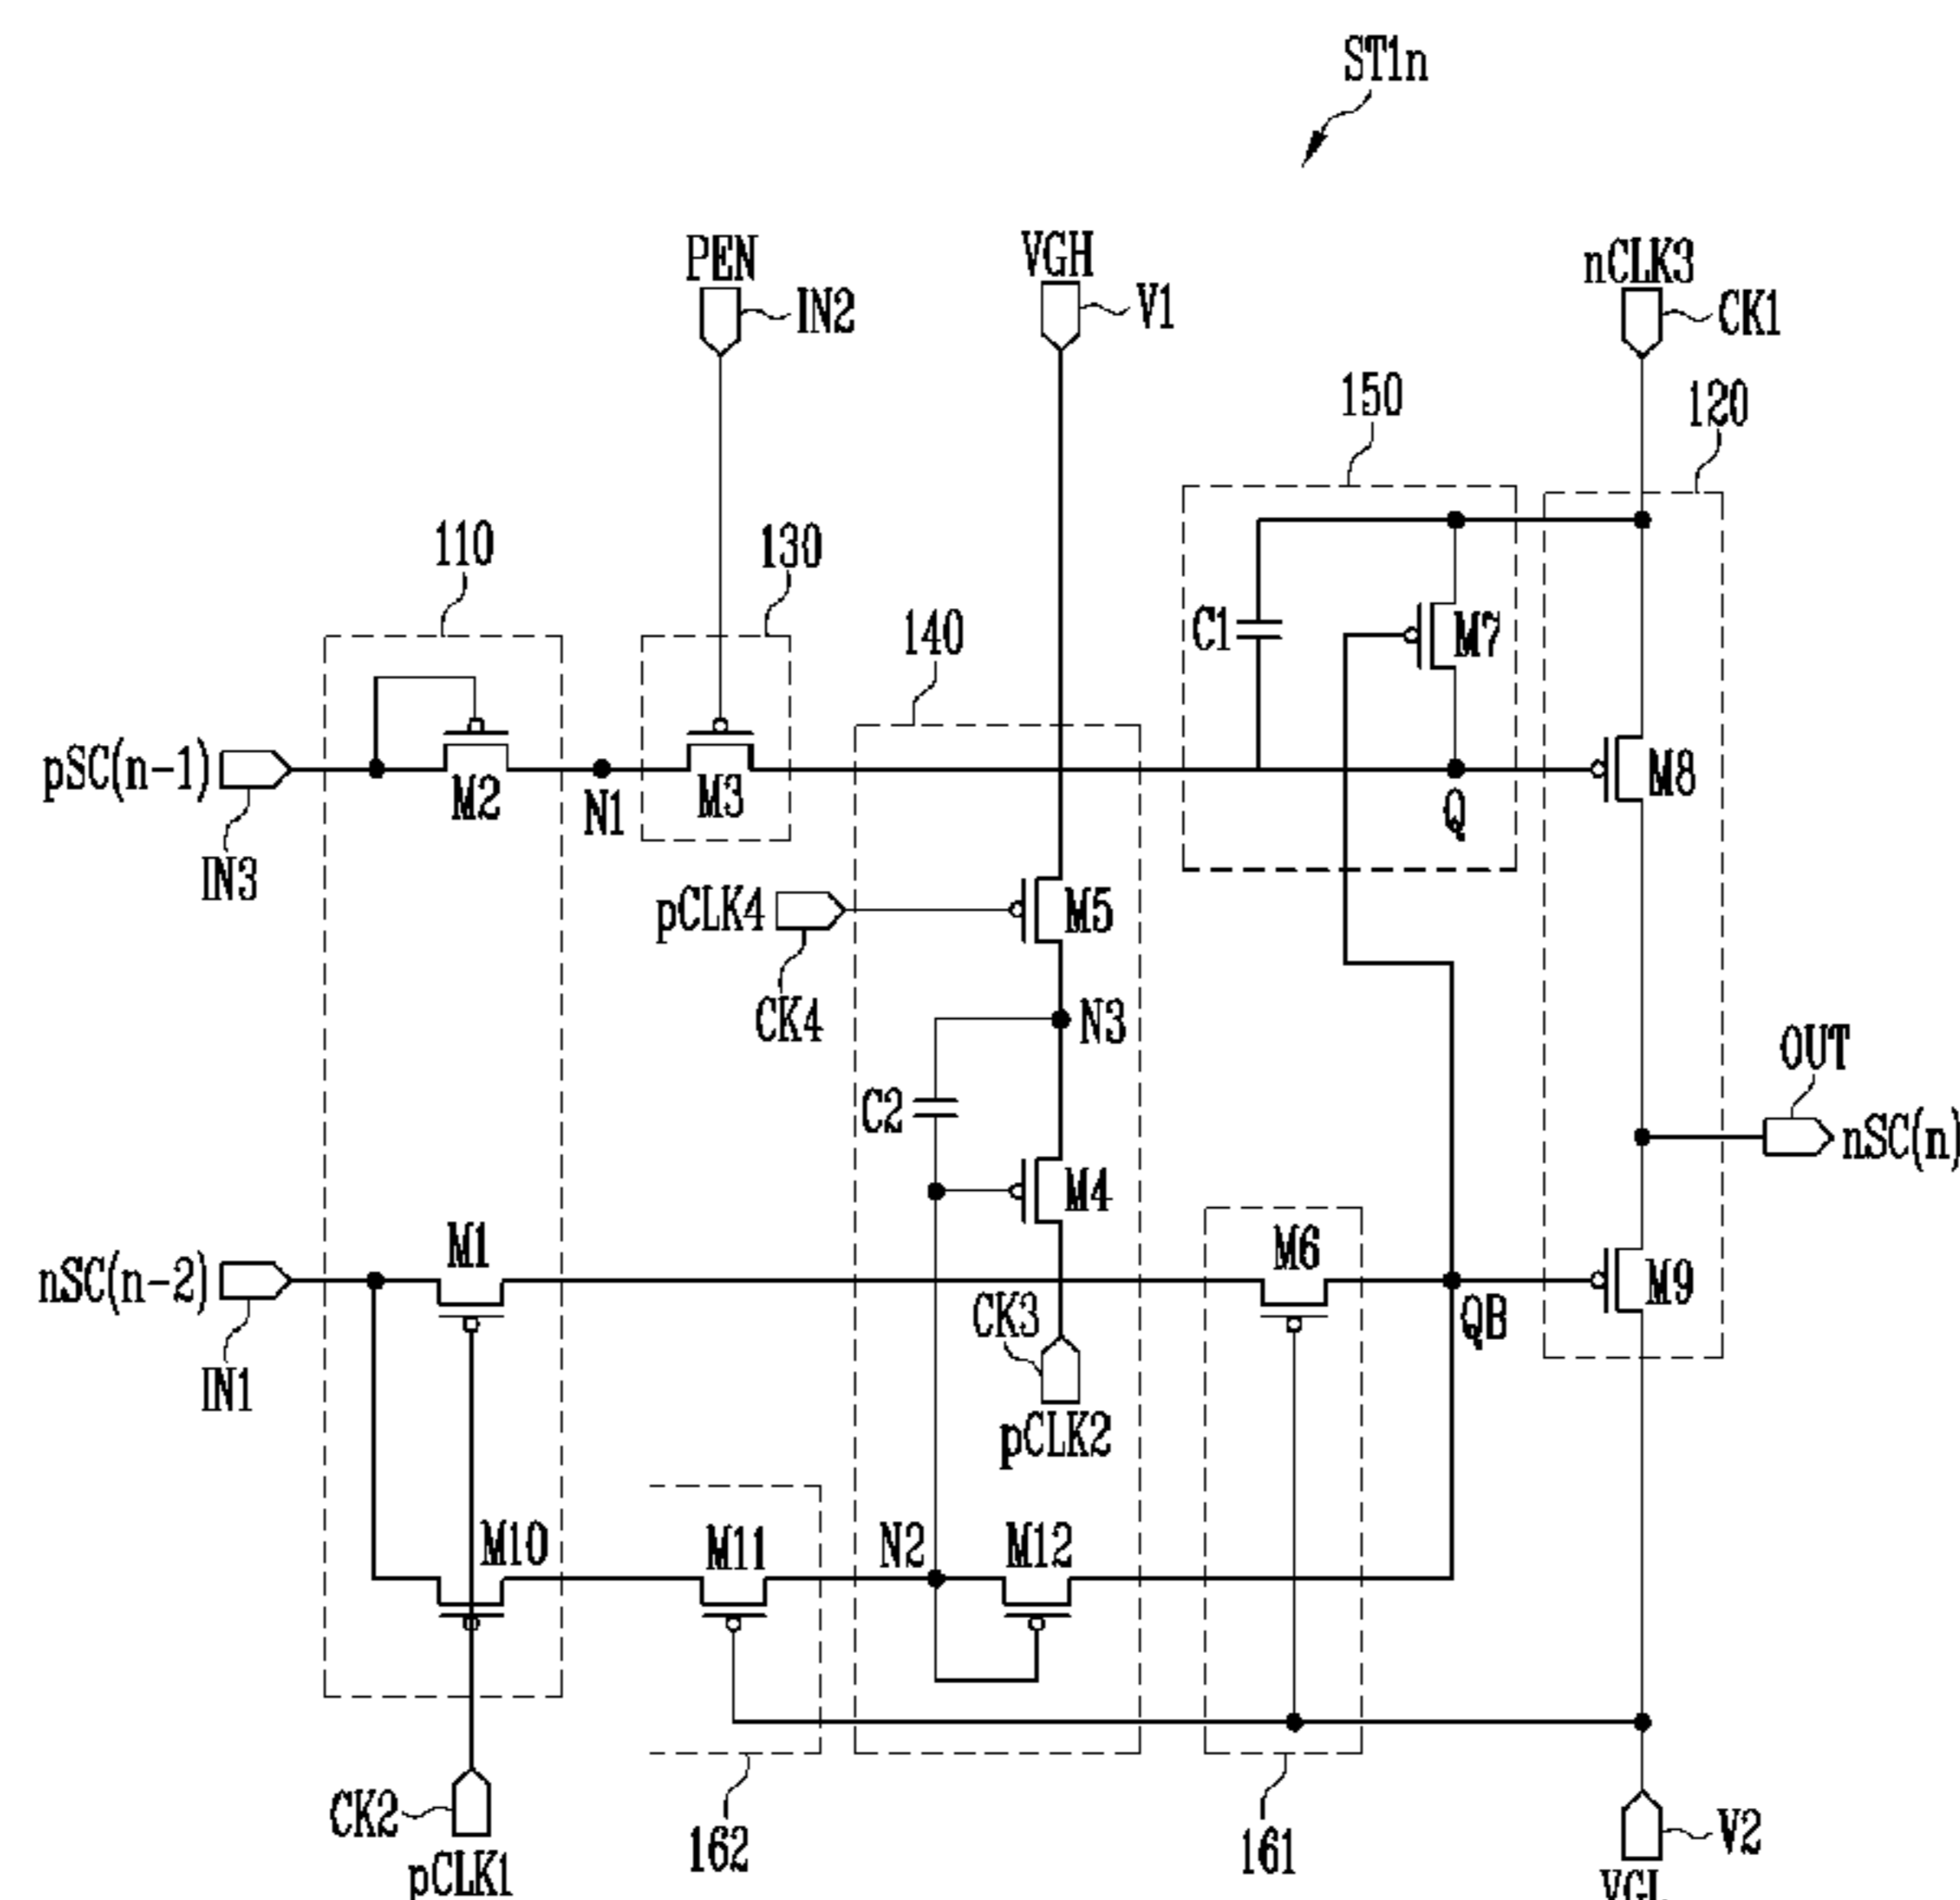 ST1n
PEN
IN2
VGH
V1
nCLK3
CK1
150
120
110
130
140
C1
M7
pSC(n-1)
M2
N1
M3
Q
M8
IN3
pCLK4
M5
CK4
N3
OUT
C2
nSC(n)
M4
M1
M6
nSC(n-2)
CK3
QB
M9
IN1
pCLK2
M10
M11
N2
M12
CK2
162
161
V2
pCLK1
VGL